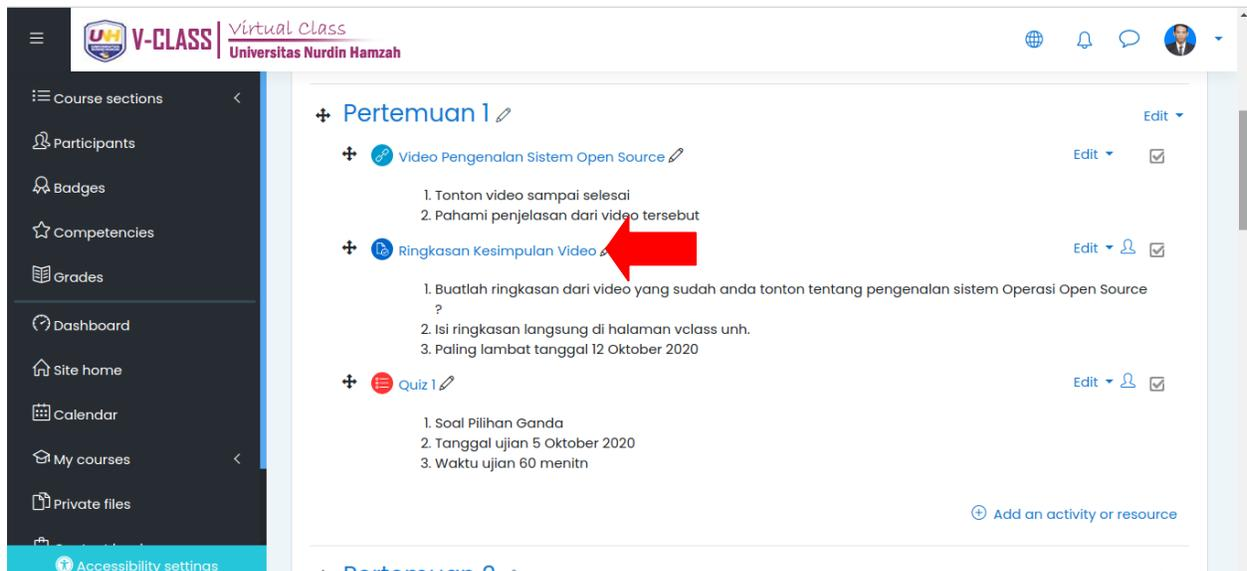 V-CLASS
Virtual Class
Universitas Nurdin Hamzah
Course sections
Participants
Badges
Competencies
Grades
Dashboard
Site home
Calendar
My courses
Private files
Accessibility settings
Pertemuan 1
Edit
Video Pengenalan Sistem Open Source
Edit
1. Tonton video sampai selesai
2. Pahami penjelasan dari video tersebut
Ringkasan Kesimpulan Video
Edit
1. Buatlah ringkasan dari video yang sudah anda tonton tentang pengenalan sistem Operasi Open Source
?
2. Isi ringkasan langsung di halaman vclass unh.
3. Paling lambat tanggal 12 Oktober 2020
Quiz 1
Edit
1. Soal Pilihan Ganda
2. Tanggal ujian 5 Oktober 2020
3. Waktu ujian 60 menitn
Add an activity or resource